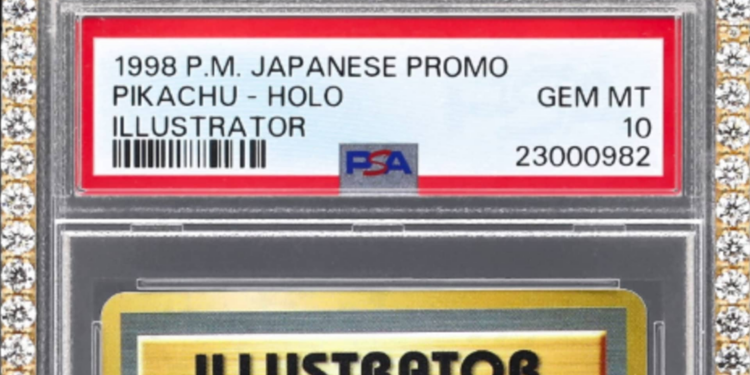 1998 P.M. JAPANESE PROMO
PIKACHU - HOLO GEM MT
ILLUSTRATOR 10
PSA 23000982
ILLUSTRATOR